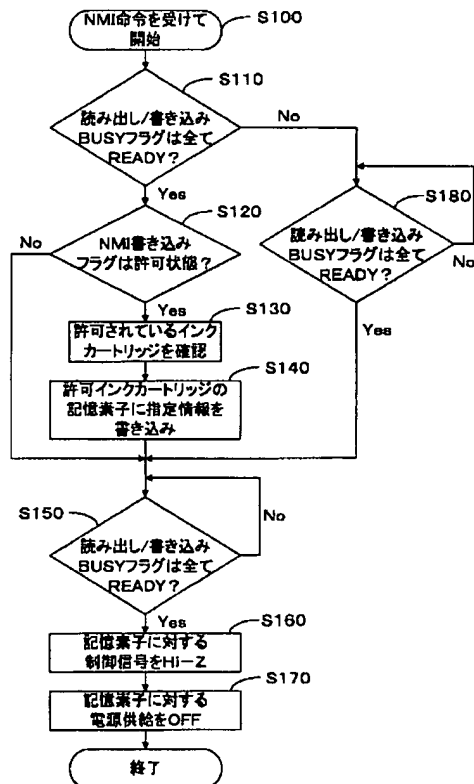 NMI命令を受けて
開始
S100
S110
読み出し/書き込み
BUSYフラグは全て
READY?
No
Yes
S120
NMI書き込み
フラグは許可状態?
No
Yes
S180
読み出し/書き込み
BUSYフラグは全て
READY?
No
Yes
S130
許可されているインク
カートリッジを確認
S140
許可インクカートリッジの
記憶素子に指定情報を
書き込み
S150
読み出し/書き込み
BUSYフラグは全て
READY?
No
Yes
S160
記憶素子に対する
制御信号をHi-Z
S170
記憶素子に対する
電源供給をOFF
終了